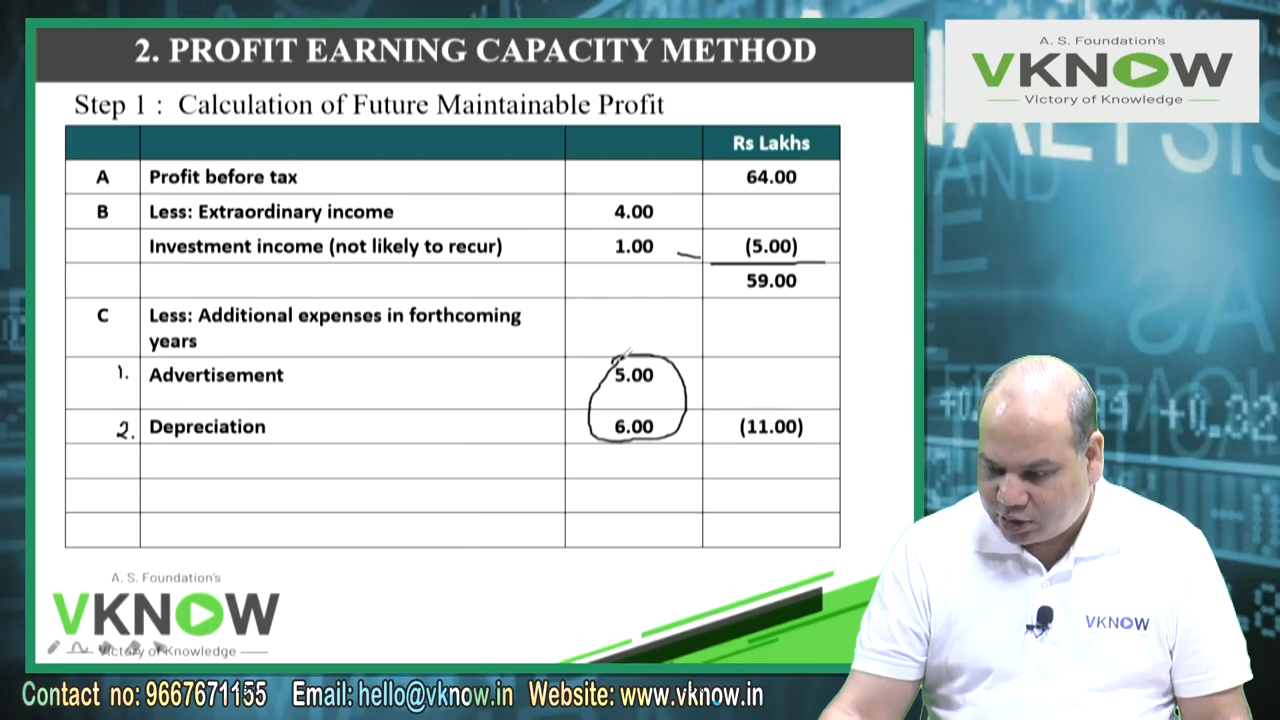 2. PROFIT EARNING CAPACITY METHOD
A. S. Foundation's
VKNOW
Victory of Knowledge
Step 1 : Calculation of Future Maintainable Profit
Rs Lakhs
A Profit before tax 64.00
B Less: Extraordinary income 4.00
Investment income (not likely to recur) 1.00 (5.00)
59.00
C Less: Additional expenses in forthcoming
years
1. Advertisement 5.00
2. Depreciation 6.00 (11.00)
A. S. Foundation's
VKNOW
Victory of Knowledge
VKNOW
Contact no: 9667671155 Email: hello@vknow.in Website: www.vknow.in